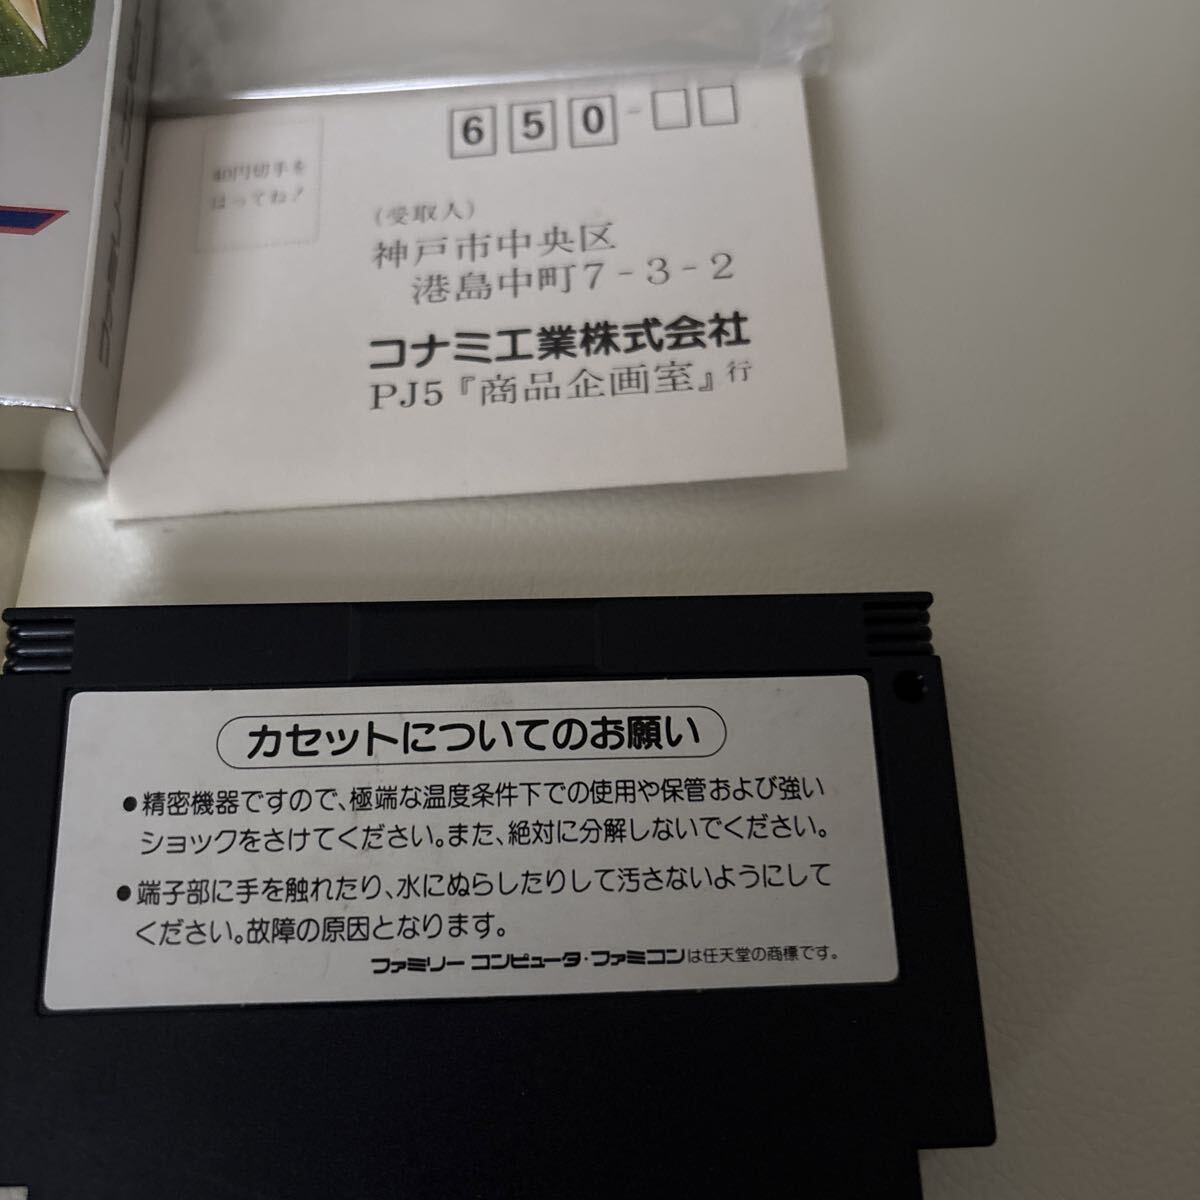 650-
40円切手を
はってね!
(受取人)
神戸市中央区
港島中町7-3-2
コナミ工業株式会社
PJ5『商品企画室』行
カセットについてのお願い
●精密機器ですので、極端な温度条件下での使用や保管および強い
ショックをさけてください。また、絶対に分解しないでください。
●端子部に手を触れたり、水にぬらしたりして汚さないようにして
ください。故障の原因となります。
ファミリーコンピュータ・ファミコンは任天堂の商標です。